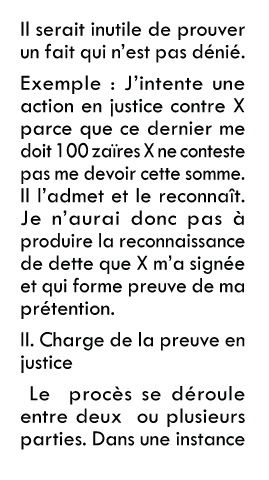 Il serait inutile de prouver
un fait qui n'est pas dénié.
Exemple : J'intente une
action en justice contre X
parce que ce dernier me
doit 100 zaïres X ne conteste
pas me devoir cette somme.
Il l'admet et le reconnaît.
Je n'aurai donc pas à
produire la reconnaissance
de dette que X m'a signée
et qui forme preuve de ma
prétention.
II. Charge de la preuve en
justice
Le procès se déroule
entre deux ou plusieurs
parties. Dans une instance